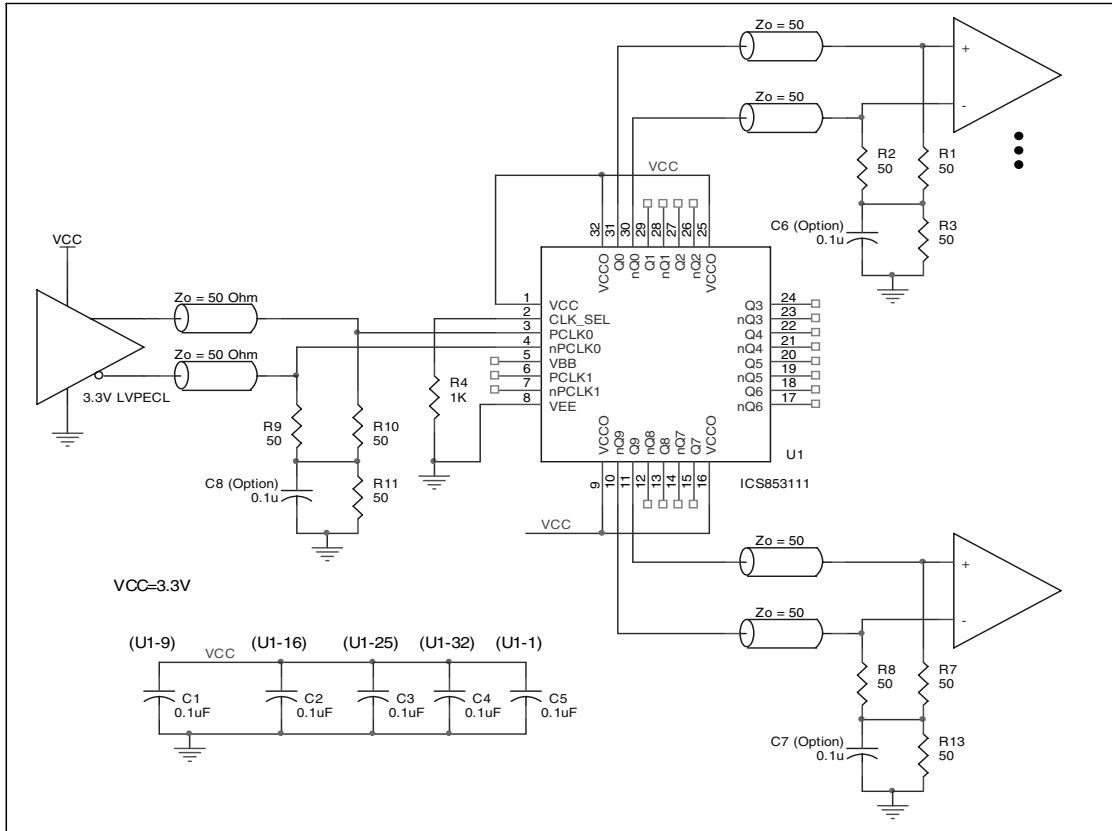 Zo = 50
+
Zo = 50
-
R2
50
R1
50
VCC
C6 (Option)
0.1u
R3
50
32
31
30
29
28
27
26
25
VCCO
Q0
nQ0
Q1
nQ1
Q2
nQ2
VCCO
VCC
Zo = 50 Ohm
Zo = 50 Ohm
3.3V LVPECL
1
2
3
4
5
6
7
8
VCC
CLK_SEL
PCLK0
nPCLK0
VBB
PCLK1
nPCLK1
VEE
Q3
nQ3
Q4
nQ4
Q5
nQ5
Q6
nQ6
24
23
22
21
20
19
18
17
R4
1K
R9
50
R10
50
C8 (Option)
0.1u
R11
50
VCCO
nQ9
Q9
nQ8
Q8
nQ7
Q7
VCCO
9
10
11
12
13
14
15
16
U1
ICS853111
VCC
Zo = 50
+
Zo = 50
-
R8
50
R7
50
C7 (Option)
0.1u
R13
50
VCC=3.3V
(U1-9)
(U1-16)
(U1-25)
(U1-32)
(U1-1)
VCC
C1
0.1uF
C2
0.1uF
C3
0.1uF
C4
0.1uF
C5
0.1uF